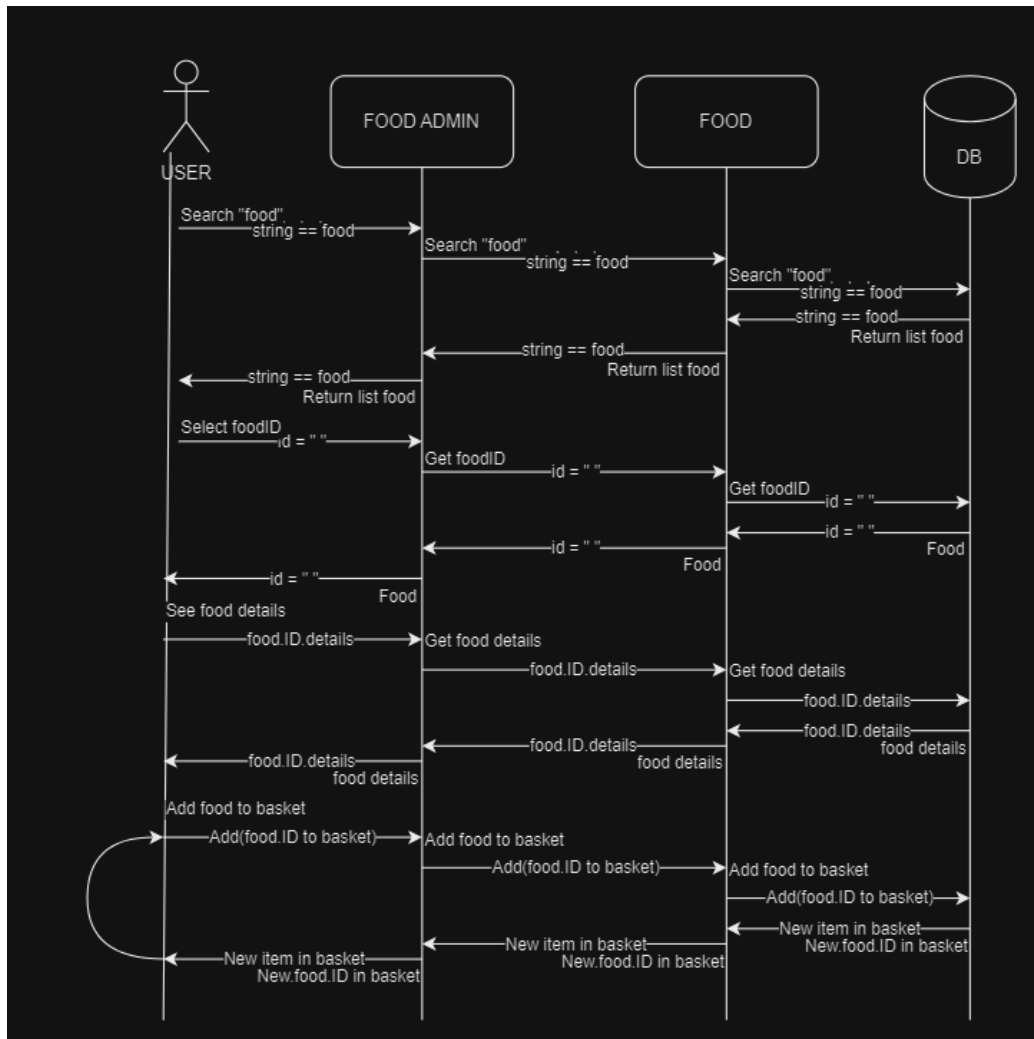 FOOD ADMIN
FOOD
DB
USER
Search "food"
string == food
Search "food"
string == food
Search "food"
string == food
string == food
Return list food
string == food
Return list food
string == food
Return list food
Select foodID
id = " "
Get foodID
id = " "
Get foodID
id = " "
id = " "
Food
id = " "
Food
id = " "
Food
See food details
food.ID.details
Get food details
food.ID.details
Get food details
food.ID.details
food.ID.details
food details
food.ID.details
food details
food.ID.details
food details
Add food to basket
Add(food.ID to basket)
Add food to basket
Add(food.ID to basket)
Add food to basket
Add(food.ID to basket)
New item in basket
New.food.ID in basket
New item in basket
New.food.ID in basket
New item in basket
New.food.ID in basket